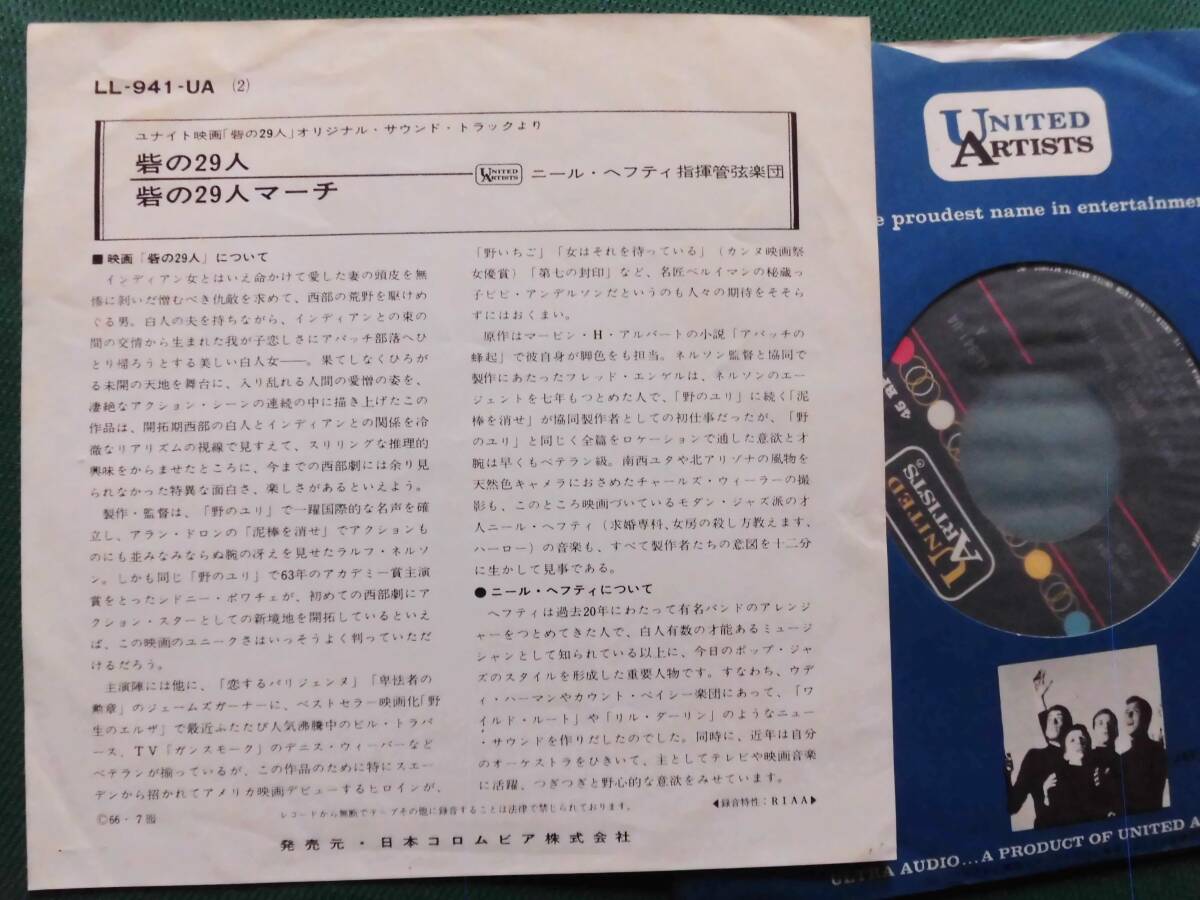 LL-941-UA (2)
ユナイト映画「砦の29人」オリジナル・サウンド・トラックより
砦の29人
砦の29人マーチ
UNITED ARTISTS ニール・ヘフティ指揮管弦楽団
■映画「砦の29人」について
インディアン女とはいえ命かけて愛した妻の頭皮を無
惨に剥いだ憎むべき仇敵を求めて、西部の荒野を駆けめ
ぐる男。白人の夫を持ちながら、インディアンとの束の
間の交情から生まれた我が子恋しさにアパッチ部落へひ
とり帰ろうとする美しい白人女――。果てしなくひろが
る未開の天地を舞台に、入り乱れる人間の愛憎の姿を、
凄絶なアクション・シーンの連続の中に描き上げたこの
作品は、開拓期西部の白人とインディアンとの関係を冷
徹なリアリズムの視線で見すえて、スリリングな推理的
興味をからませたところに、今までの西部劇には余り見
られなかった特異な面白さ、楽しさがあるといえよう。
製作・監督は、「野のユリ」で一躍国際的な名声を確
立し、アラン・ドロンの「泥棒を消せ」でアクションも
のにも並みなみならぬ腕の冴えを見せたラルフ・ネルソ
ン。しかも同じ「野のユリ」で63年のアカデミー賞主演
賞をとったシドニー・ポワチェが、初めての西部劇にア
クション・スターとしての新境地を開拓しているといえ
ば、この映画のユニークさはいっそうよく判っていただ
けるだろう。
主演陣には他に、「恋するパリジェンヌ」「卑怯者の
勲章」のジェームズガーナーに、ベストセラー映画化「野
生のエルザ」で最近ふたたび人気沸騰中のビル・トラバ
ース、TV「ガンスモーク」のデニス・ウィーバーなど
ベテランが揃っているが、この作品のために特にスエー
デンから招かれてアメリカ映画デビューするヒロインが、
「野いちご」「女はそれを待っている」（カンヌ映画祭
女優賞）「第七の封印」など、名匠ベルイマンの秘蔵っ
子ビビ・アンデルソンだというのも人々の期待をそそら
ずにはおくまい。
原作はマービン・H・アルバートの小説「アパッチの
蜂起」で彼自身が脚色をも担当。ネルソン監督と協同で
製作にあたったフレッド・エンゲルは、ネルソンのエー
ジェントを七年もつとめた人で、「野のユリ」に続く「泥
棒を消せ」が協同製作者としての初仕事だったが、「野
のユリ」と同じく全篇をロケーションで通した意欲と才
腕は早くもベテラン級。南西ユタや北アリゾナの風物を
天然色キャメラにおさめたチャールズ・ウィーラーの撮
影も、このところ映画づいているモダン・ジャズ派の才
人ニール・ヘフティ（求婚専科、女房の殺し方教えます、
ハーロー）の音楽も、すべて製作者たちの意図を十二分
に生かして見事である。
●ニール・ヘフティについて
ヘフティは過去20年にわたって有名バンドのアレンジ
ャーをつとめてきた人で、白人有数の才能あるミュージ
シャンとして知られている以上に、今日のポップ・ジャ
ズのスタイルを形成した重要人物です。すなわち、ウデ
ィ・ハーマンやカウント・ベイシー楽団にあって、「ワ
イルド・ルート」や「リル・ダーリン」のようなニュー
・サウンドを作りだしたのでした。同時に、近年は自分
のオーケストラをひきいて、主としてテレビや映画音楽
に活躍、つぎつぎと野心的な意欲をみせています。
レコードから無断でテープその他に録音することは法律で禁じられております。
◀録音特性：RIAA▶
©66・7
発売元・日本コロムビア株式会社
UNITED ARTISTS
e proudest name in entertainmen
45 R
UNITED ARTISTS
ULTRA AUDIO...A PRODUCT OF UNITED A